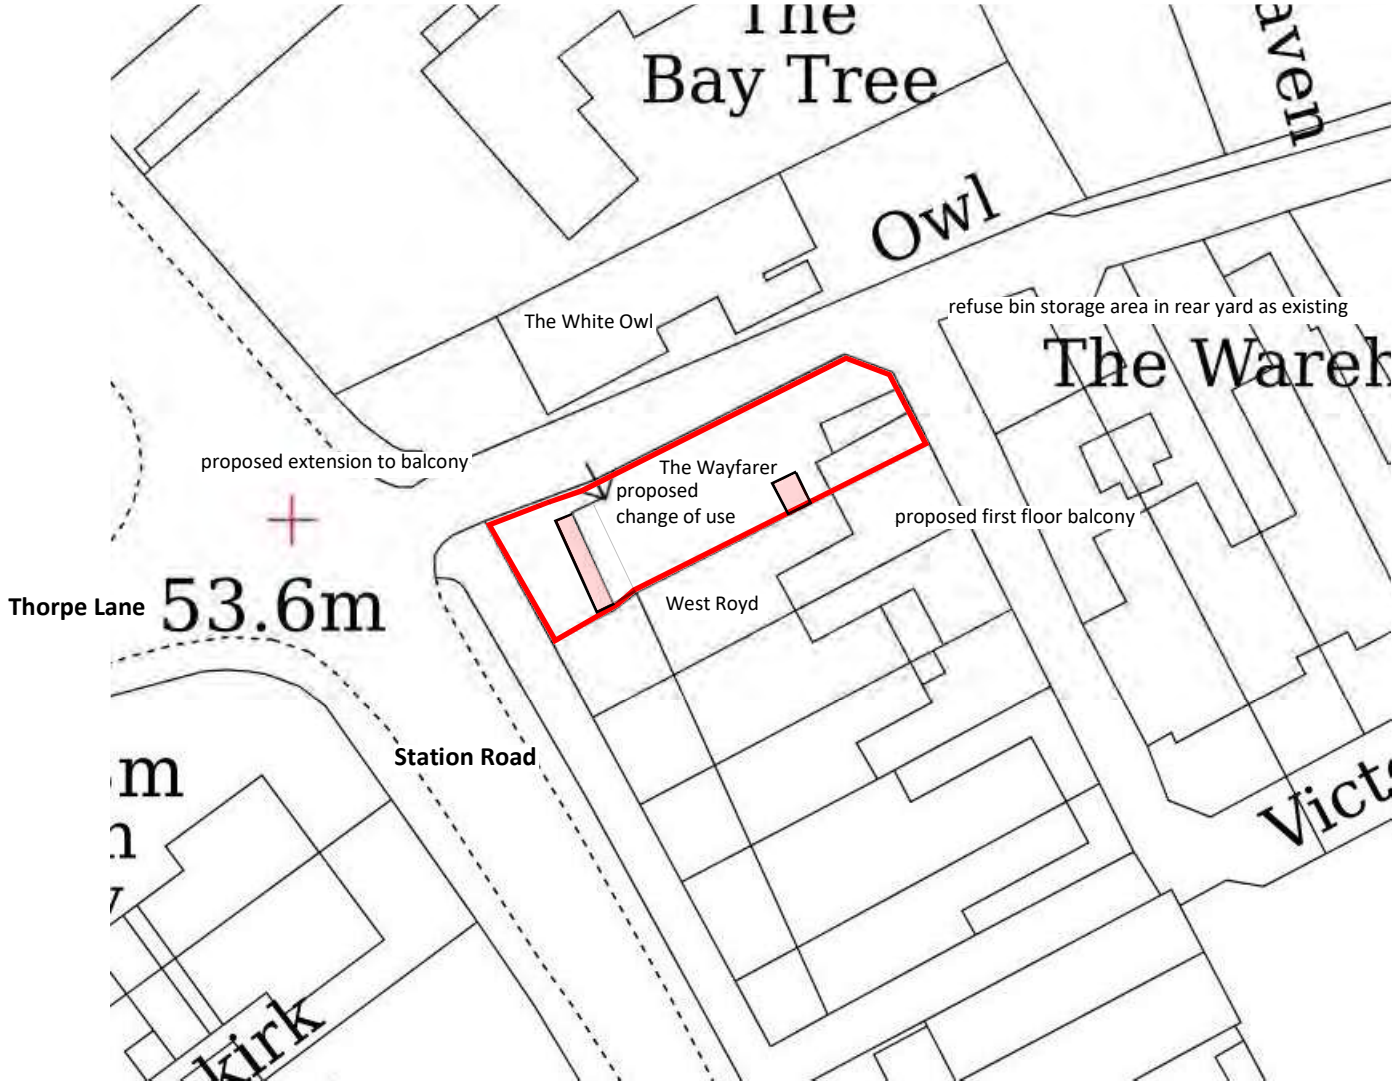 The
Bay Tree
aven
Owl
refuse bin storage area in rear yard as existing
The White Owl
The Wareh
proposed extension to balcony
The Wayfarer
proposed
change of use
proposed first floor balcony
Thorpe Lane
53.6m
West Royd
Station Road
m
Victo
kirk